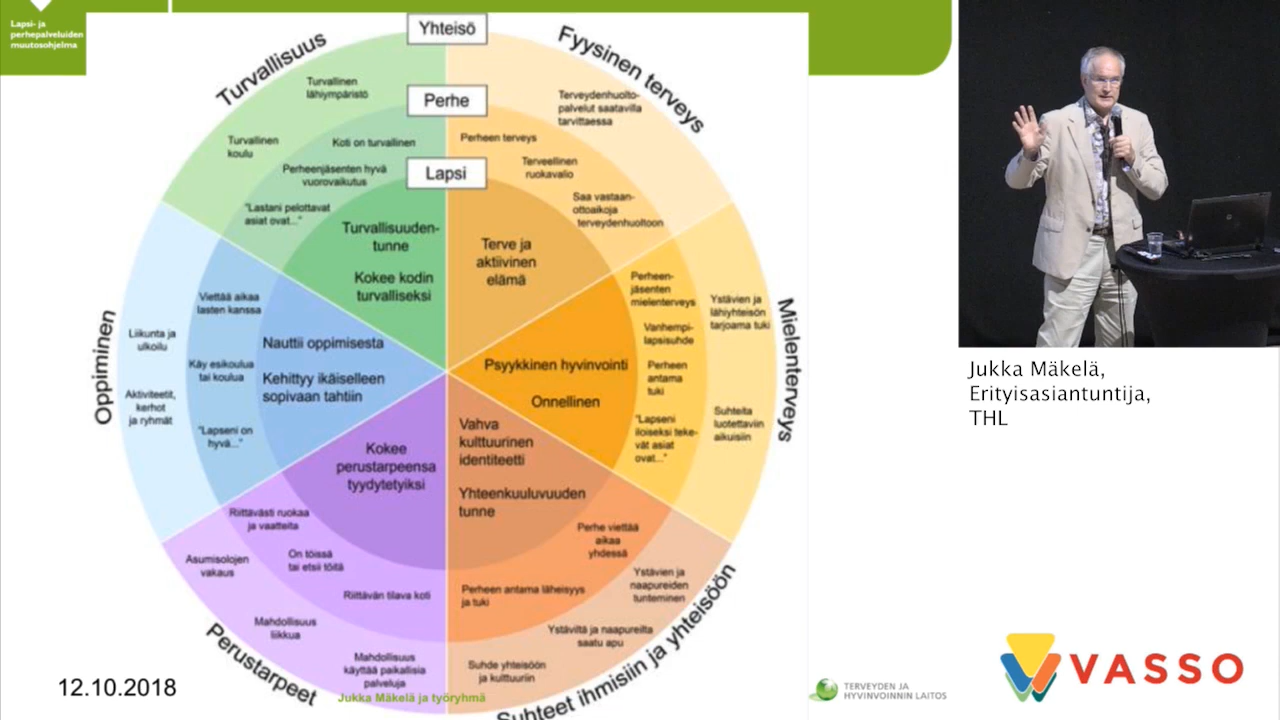 Lapsi- ja
perhepalveluiden
muutosohjelma
Yhteisö
Perhe
Lapsi
Turvallisuus
Turvallinen
lähiympäristö
Turvallinen
koulu
Koti on turvallinen
Perheenjäsenten hyvä
vuorovaikutus
"Lastani pelottavat
asiat ovat..."
Turvallisuuden-
tunne
Kokee kodin
turvalliseksi
Fyysinen terveys
Terveydenhuolto-
palvelut saatavilla
tarvittaessa
Perheen terveys
Terveellinen
ruokavalio
Saa vastaan-
ottoaikoja
terveydenhuoltoon
Terve ja
aktiivinen
elämä
Mielenterveys
Perheen-
jäsenten
mielenterveys
Vanhempi-
lapsisuhde
Perheen
antama
tuki
"Lapseni
iloiseksi teke-
vät asiat
ovat..."
Ystävien ja
lähiyhteisön
tarjoama tuki
Suhteita
luotettaviin
aikuisiin
Psyykkinen hyvinvointi
Onnellinen
Suhteet ihmisiin ja yhteisöön
Vahva
kulttuurinen
identiteetti
Yhteenkuuluvuuden
tunne
Perhe viettää
aikaa
yhdessä
Perheen antama läheisyys
ja tuki
Ystävien ja
naapureiden
tunteminen
Ystäviltä ja naapureilta
saatu apu
Suhde yhteisöön
ja kulttuuriin
Perustarpeet
Kokee
perustarpeensa
tyydytetyiksi
Riittävästi ruokaa
ja vaatteita
On töissä
tai etsii töitä
Riittävän tilava koti
Asumisolojen
vakaus
Mahdollisuus
liikkua
Mahdollisuus
käyttää paikallisia
palveluja
Oppiminen
Viettää aikaa
lasten kanssa
Käy esikoulua
tai koulua
"Lapseni on
hyvä..."
Liikunta ja
ulkoilu
Aktiviteetit,
kerhot
ja ryhmät
Nauttii oppimisesta
Kehittyy ikäiselleen
sopivaan tahtiin
12.10.2018
Jukka Mäkelä ja työryhmä
TERVEYDEN JA
HYVINVOINNIN LAITOS
Jukka Mäkelä,
Erityisasiantuntija,
THL
VASSO